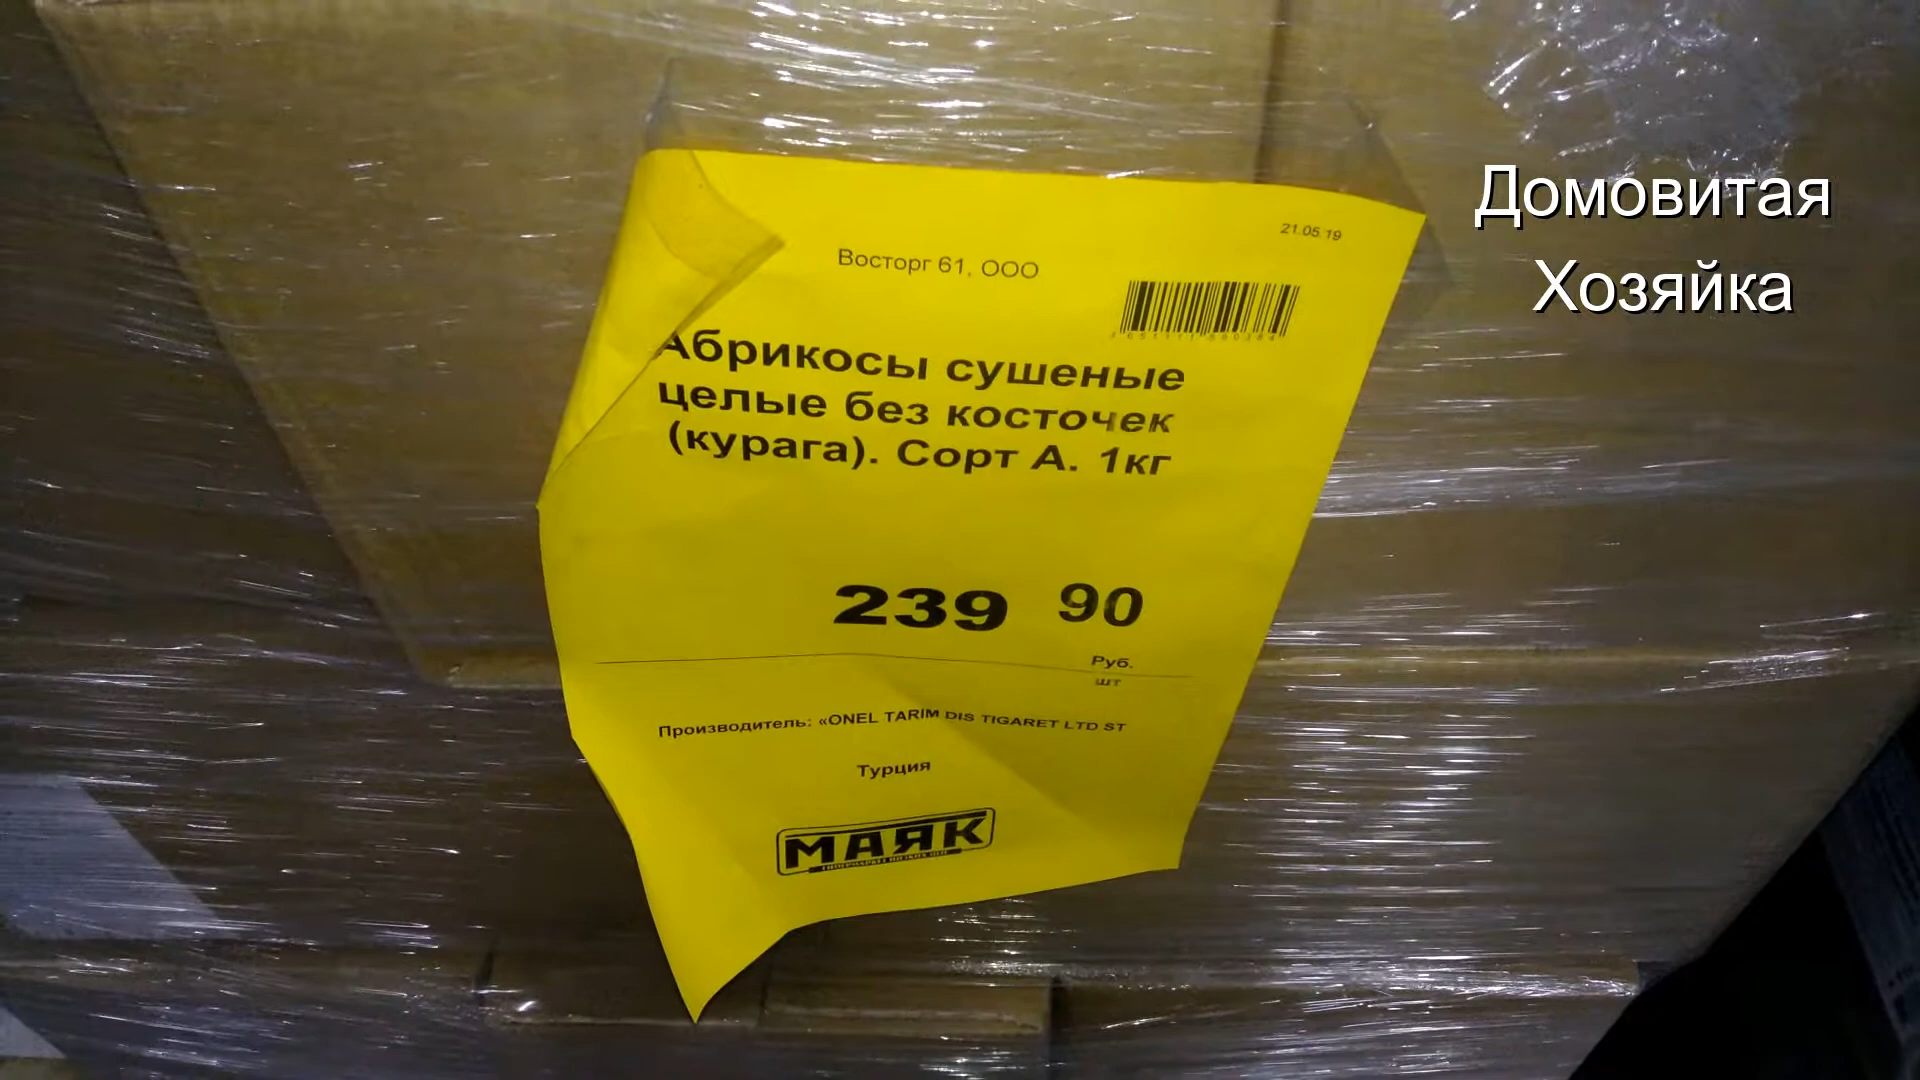 21.05.19
Восторг 61, ООО
Абрикосы сушеные
целые без косточек
(курага). Сорт А. 1кг
239 90
Руб.
шт
Производитель: «ONEL TARIM DIS TIGARET LTD ST
Турция
МАЯК
Домовитая
Хозяйка